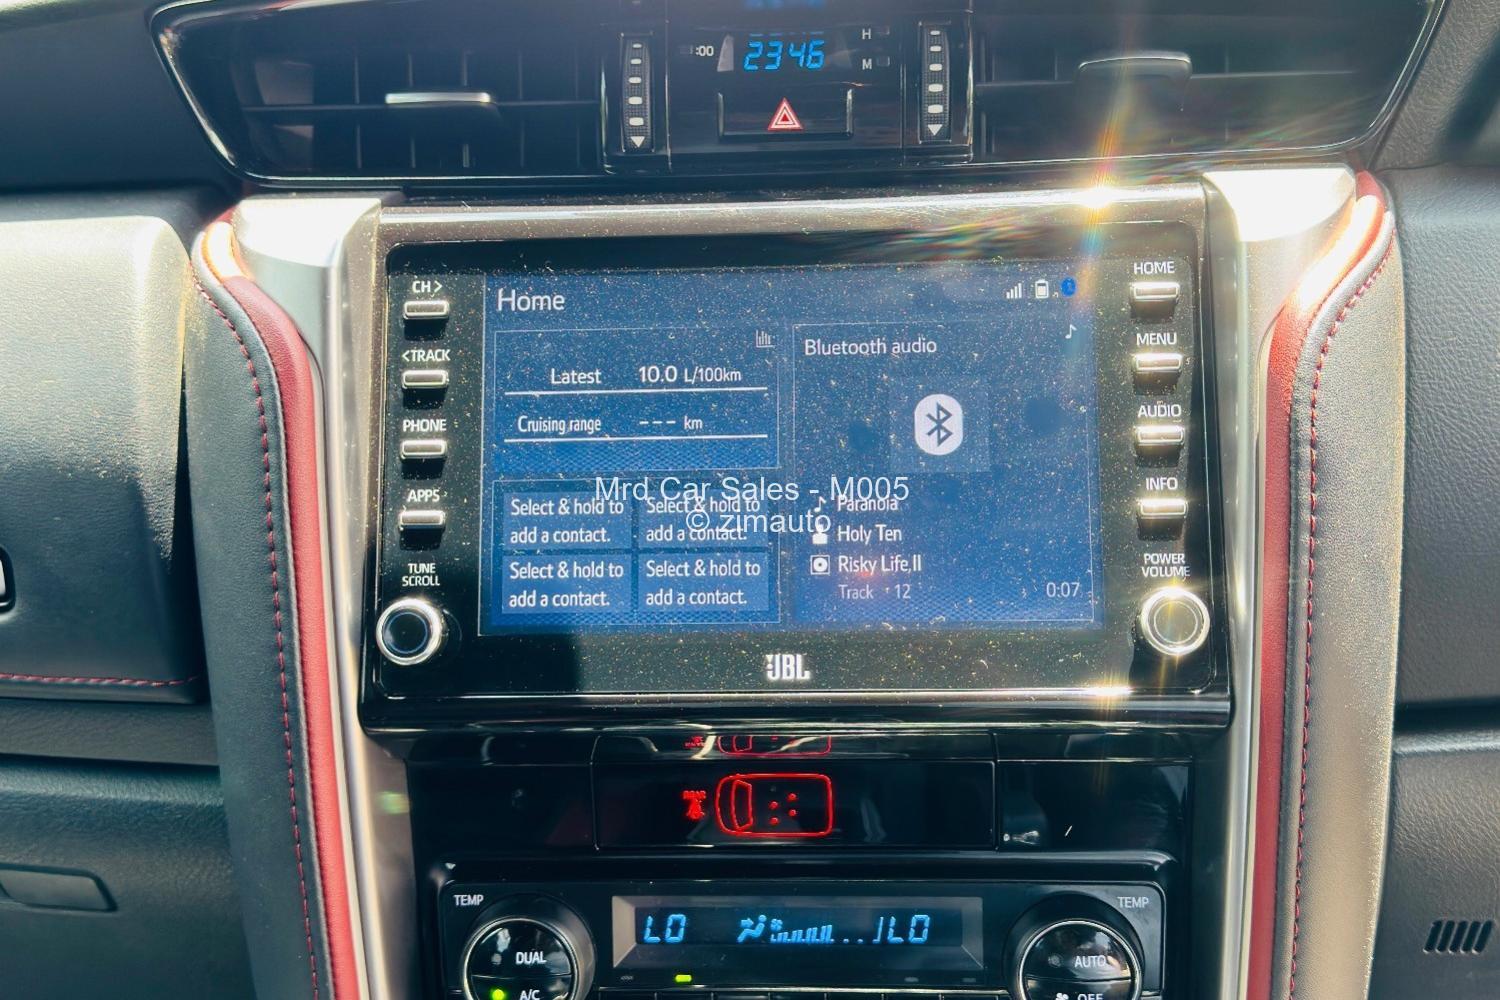 :00 2346 H
M
CH>
<TRACK
PHONE
APPS
TUNE
SCROLL
Home
Latest 10.0 L/100km
Cruising range --- km
Select & hold to
add a contact.
Select & hold to
add a contact.
Select & hold to
add a contact.
Select & hold to
add a contact.
Bluetooth audio
Paranoia
Holy Ten
Risky Life,II
Track 12 0:07
HOME
MENU
AUDIO
INFO
POWER
VOLUME
Mrd Car Sales - M005
© zimauto
JBL
REAR
TEMP
LO LO
TEMP
DUAL
A/C
AUTO
OFF